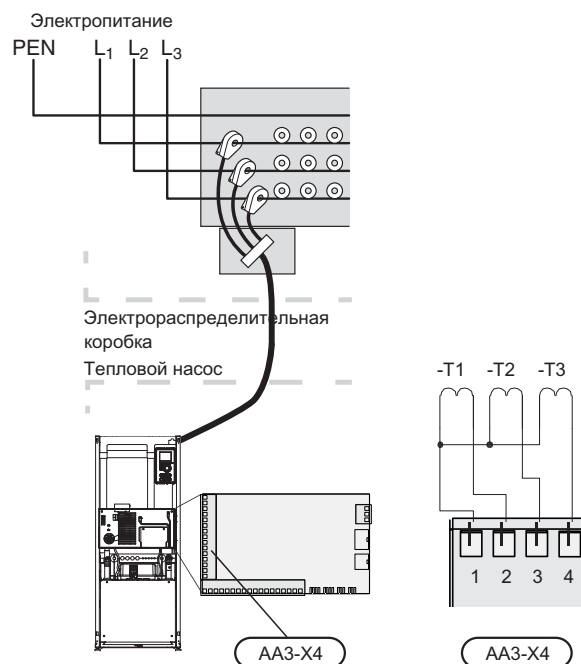 Электропитание
PEN L1 L2 L3
Электрораспределительная
коробка
Тепловой насос
-T1 -T2 -T3
1 2 3 4
AA3-X4
AA3-X4